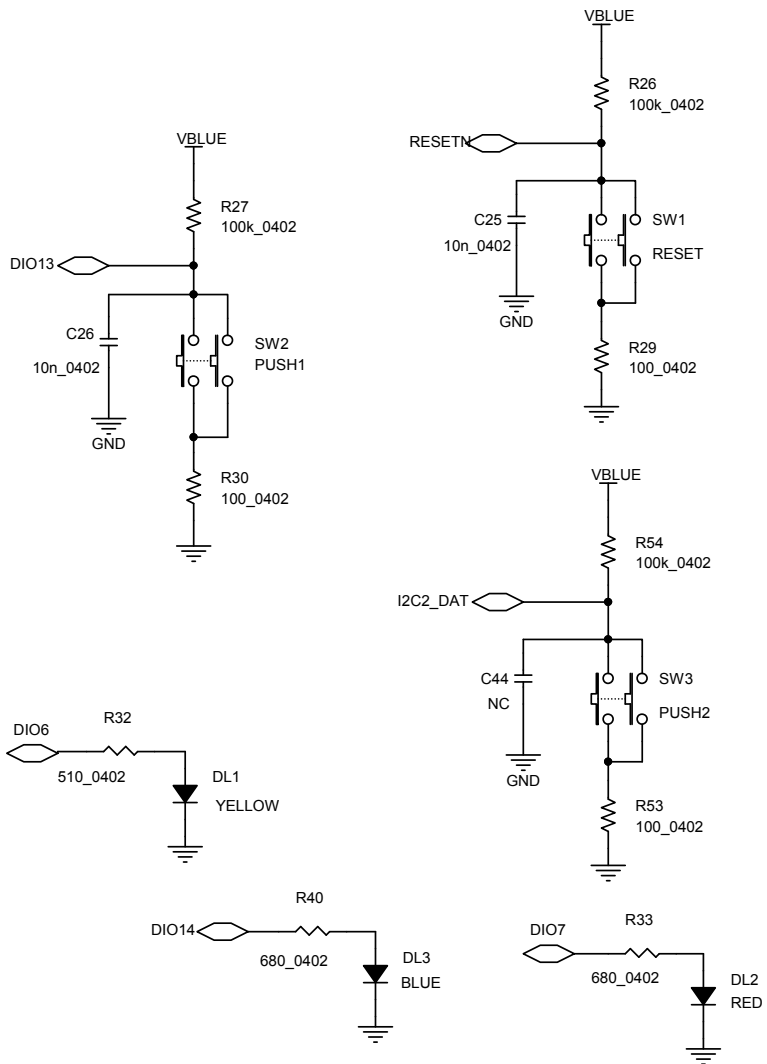 VBLUE
R26
100k_0402
RESETN
C25
10n_0402
SW1
RESET
GND
R29
100_0402
VBLUE
R27
100k_0402
DIO13
C26
10n_0402
SW2
PUSH1
GND
R30
100_0402
VBLUE
R54
100k_0402
I2C2_DAT
C44
NC
SW3
PUSH2
GND
R53
100_0402
DIO6
R32
510_0402
DL1
YELLOW
DIO14
R40
680_0402
DL3
BLUE
DIO7
R33
680_0402
DL2
RED